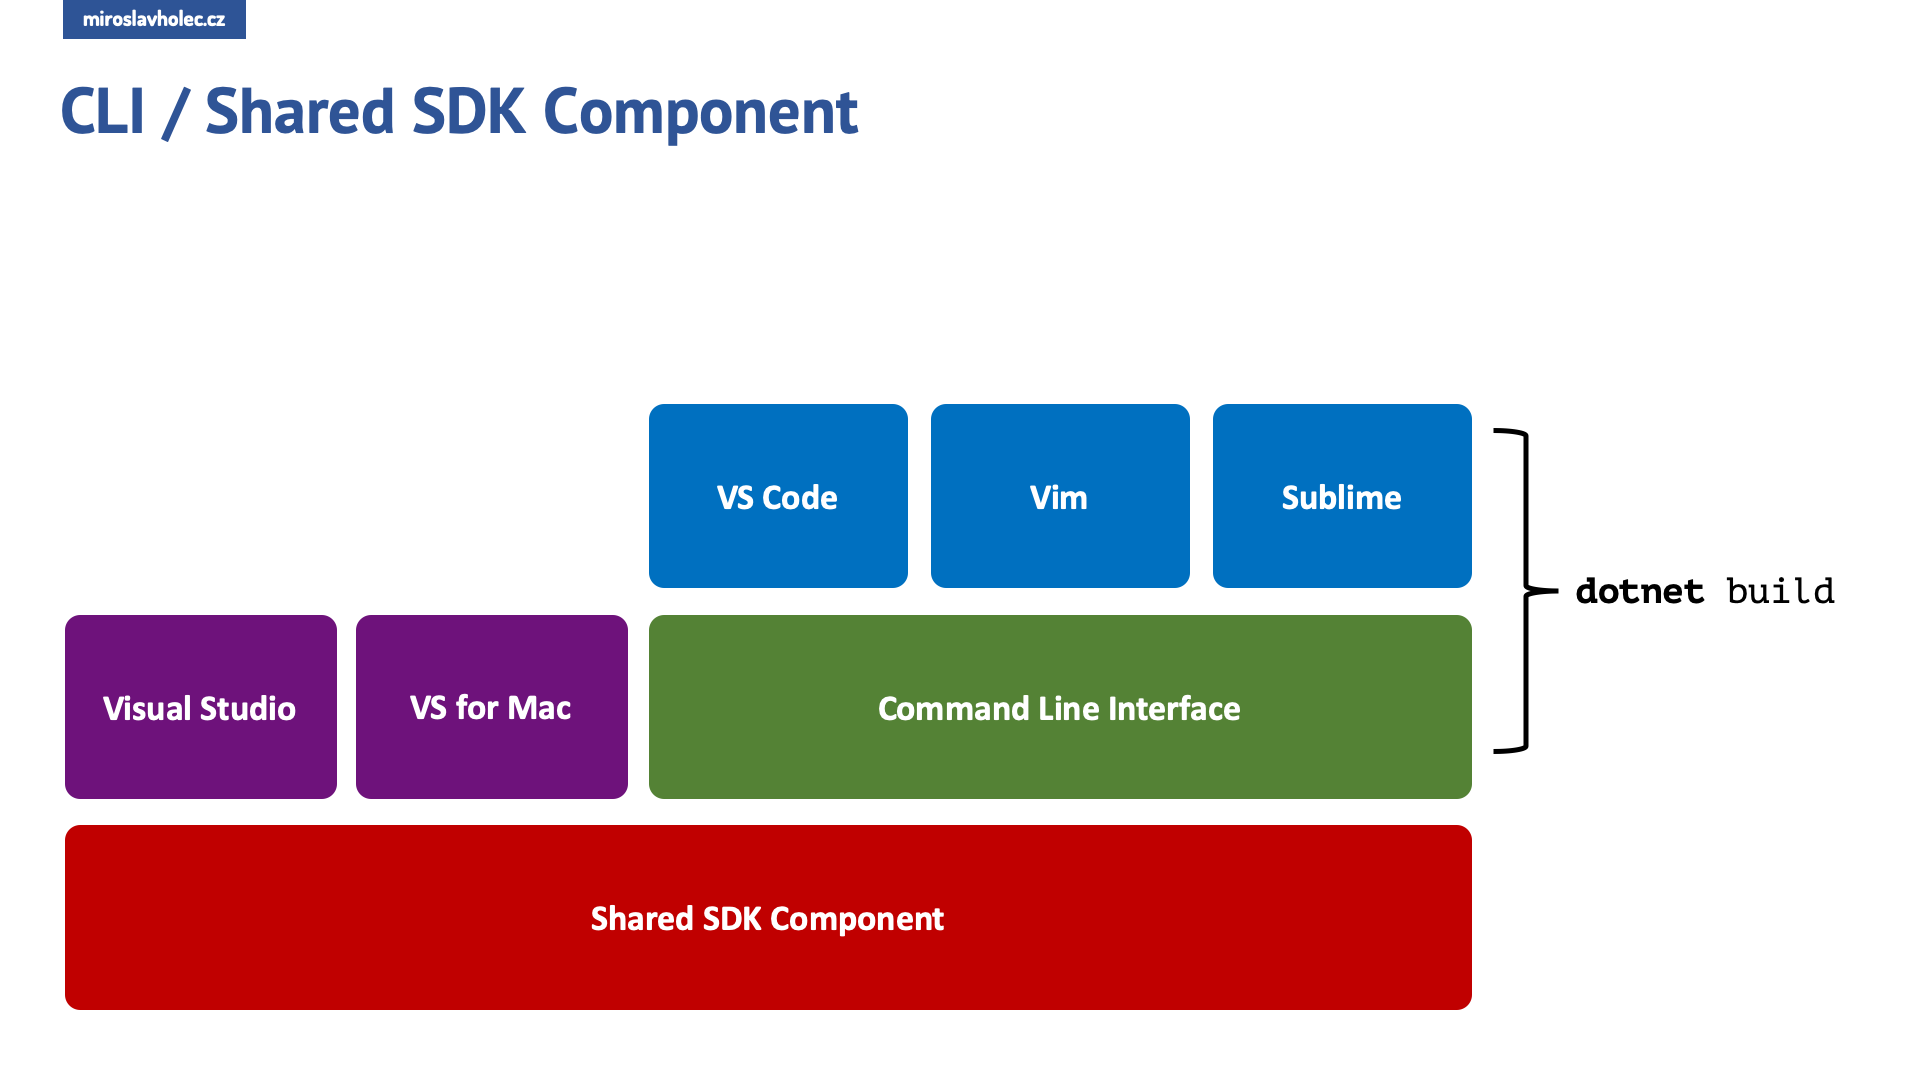 miroslavholec.cz
CLI / Shared SDK Component
VS Code
Vim
Sublime
dotnet build
Visual Studio
VS for Mac
Command Line Interface
Shared SDK Component